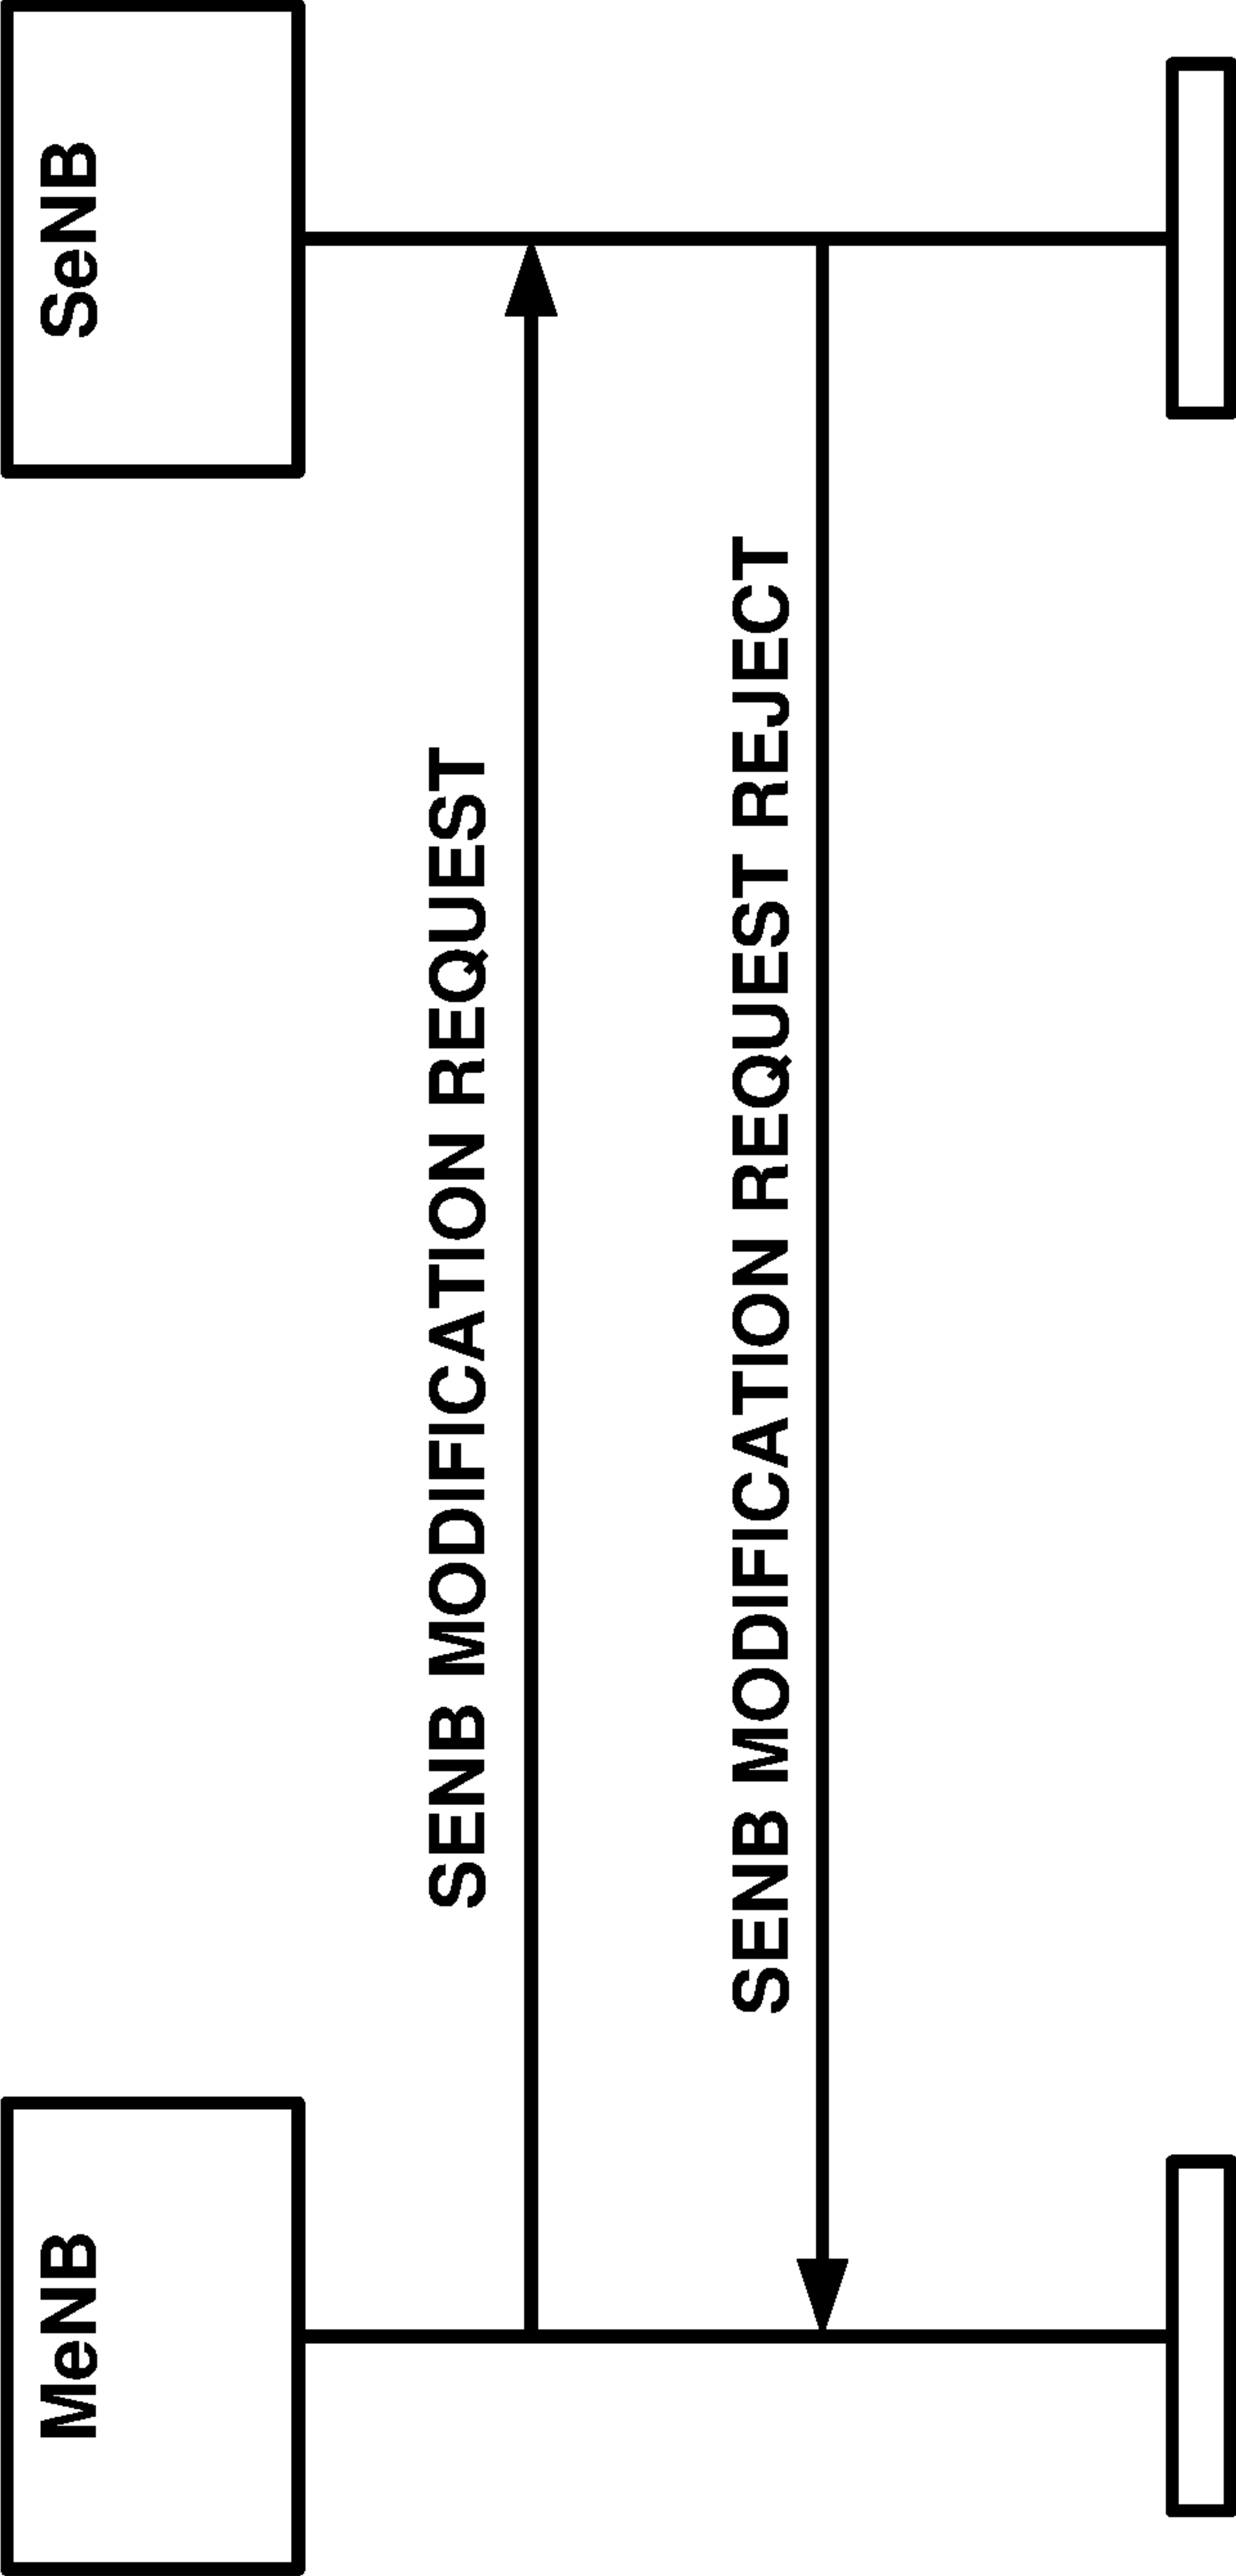 MeNB
SeNB
SENB MODIFICATION REQUEST
SENB MODIFICATION REQUEST REJECT